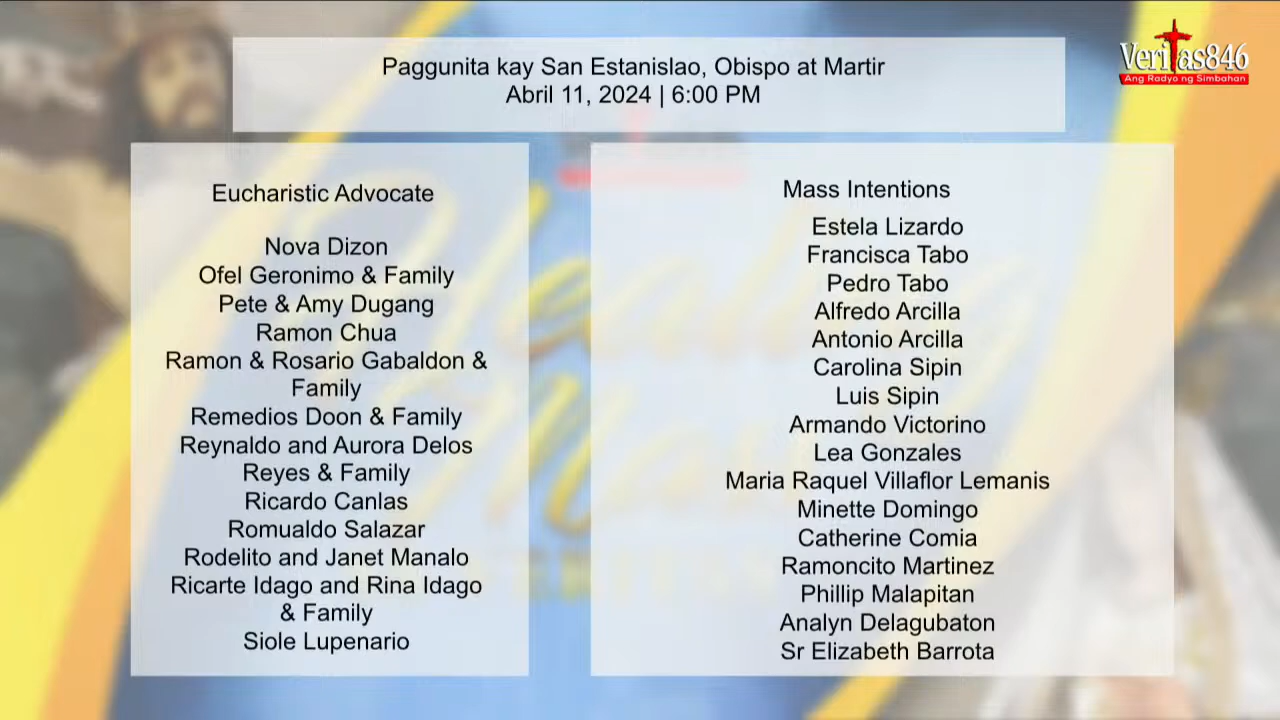 Paggunita kay San Estanislao, Obispo at Martir
Abril 11, 2024 | 6:00 PM
Veritas846
Ang Radyo ng Simbahan
Eucharistic Advocate
Nova Dizon
Ofel Geronimo & Family
Pete & Amy Dugang
Ramon Chua
Ramon & Rosario Gabaldon &
Family
Remedios Doon & Family
Reynaldo and Aurora Delos
Reyes & Family
Ricardo Canlas
Romualdo Salazar
Rodelito and Janet Manalo
Ricarte Idago and Rina Idago
& Family
Siole Lupenario
Mass Intentions
Estela Lizardo
Francisca Tabo
Pedro Tabo
Alfredo Arcilla
Antonio Arcilla
Carolina Sipin
Luis Sipin
Armando Victorino
Lea Gonzales
Maria Raquel Villaflor Lemanis
Minette Domingo
Catherine Comia
Ramoncito Martinez
Phillip Malapitan
Analyn Delagubaton
Sr Elizabeth Barrota
Healing
Mass